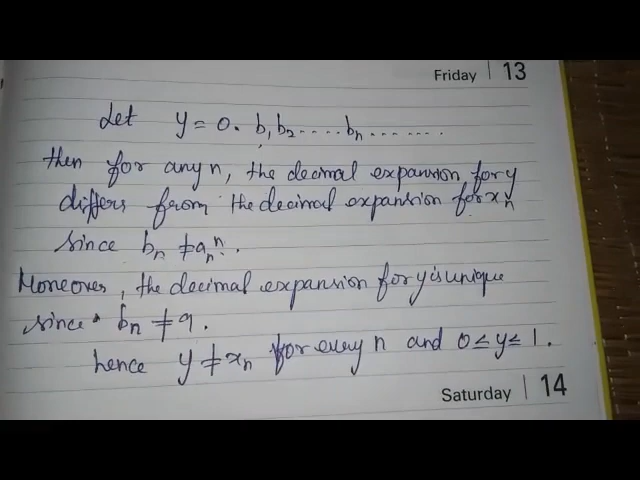 Friday 13
Let y = 0. b₁ b₂ ..... bₙ ........
then for any n, the decimal expansion for y
differs from the decimal expansion for xₙ
since bₙ ≠ aₙⁿ.
Moreover, the decimal expansion for y is unique
since bₙ ≠ 9.
hence y ≠ xₙ for every n and 0 ≤ y ≤ 1.
Saturday 14